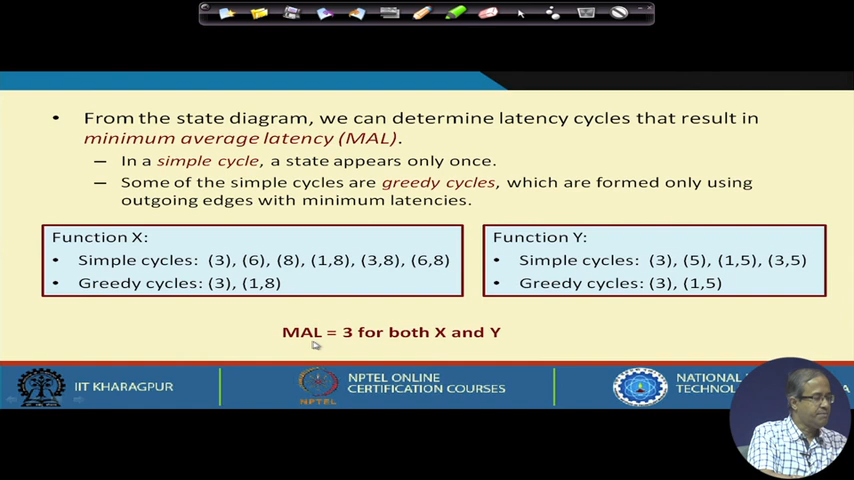 • From the state diagram, we can determine latency cycles that result in
minimum average latency (MAL).
– In a simple cycle, a state appears only once.
– Some of the simple cycles are greedy cycles, which are formed only using
outgoing edges with minimum latencies.
Function X:
• Simple cycles: (3), (6), (8), (1,8), (3,8), (6,8)
• Greedy cycles: (3), (1,8)
Function Y:
• Simple cycles: (3), (5), (1,5), (3,5)
• Greedy cycles: (3), (1,5)
MAL = 3 for both X and Y
IIT KHARAGPUR
NPTEL
NPTEL ONLINE
CERTIFICATION COURSES